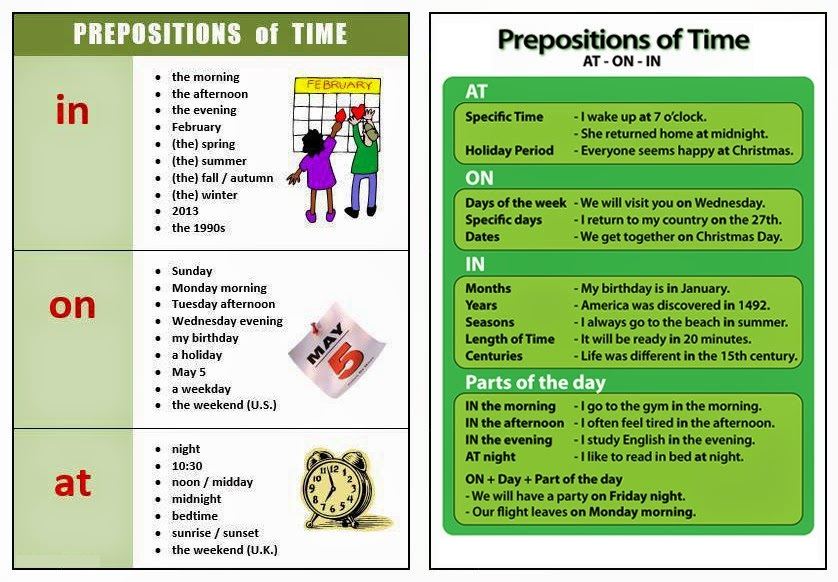 PREPOSITIONS of TIME
in
the morning
the afternoon
the evening
February
(the) spring
(the) summer
(the) fall / autumn
(the) winter
2013
the 1990s
FEBRUARY
on
Sunday
Monday morning
Tuesday afternoon
Wednesday evening
my birthday
a holiday
May 5
a weekday
the weekend (U.S.)
MAY
5
at
night
10:30
noon / midday
midnight
bedtime
sunrise / sunset
the weekend (U.K.)
Prepositions of Time
AT - ON - IN
AT
Specific Time - I wake up at 7 o'clock.
- She returned home at midnight.
Holiday Period - Everyone seems happy at Christmas.
ON
Days of the week - We will visit you on Wednesday.
Specific days - I return to my country on the 27th.
Dates - We get together on Christmas Day.
IN
Months - My birthday is in January.
Years - America was discovered in 1492.
Seasons - I always go to the beach in summer.
Length of Time - It will be ready in 20 minutes.
Centuries - Life was different in the 15th century.
Parts of the day
IN the morning - I go to the gym in the morning.
IN the afternoon - I often feel tired in the afternoon.
IN the evening - I study English in the evening.
AT night - I like to read in bed at night.
ON + Day + Part of the day
- We will have a party on Friday night.
- Our flight leaves on Monday morning.